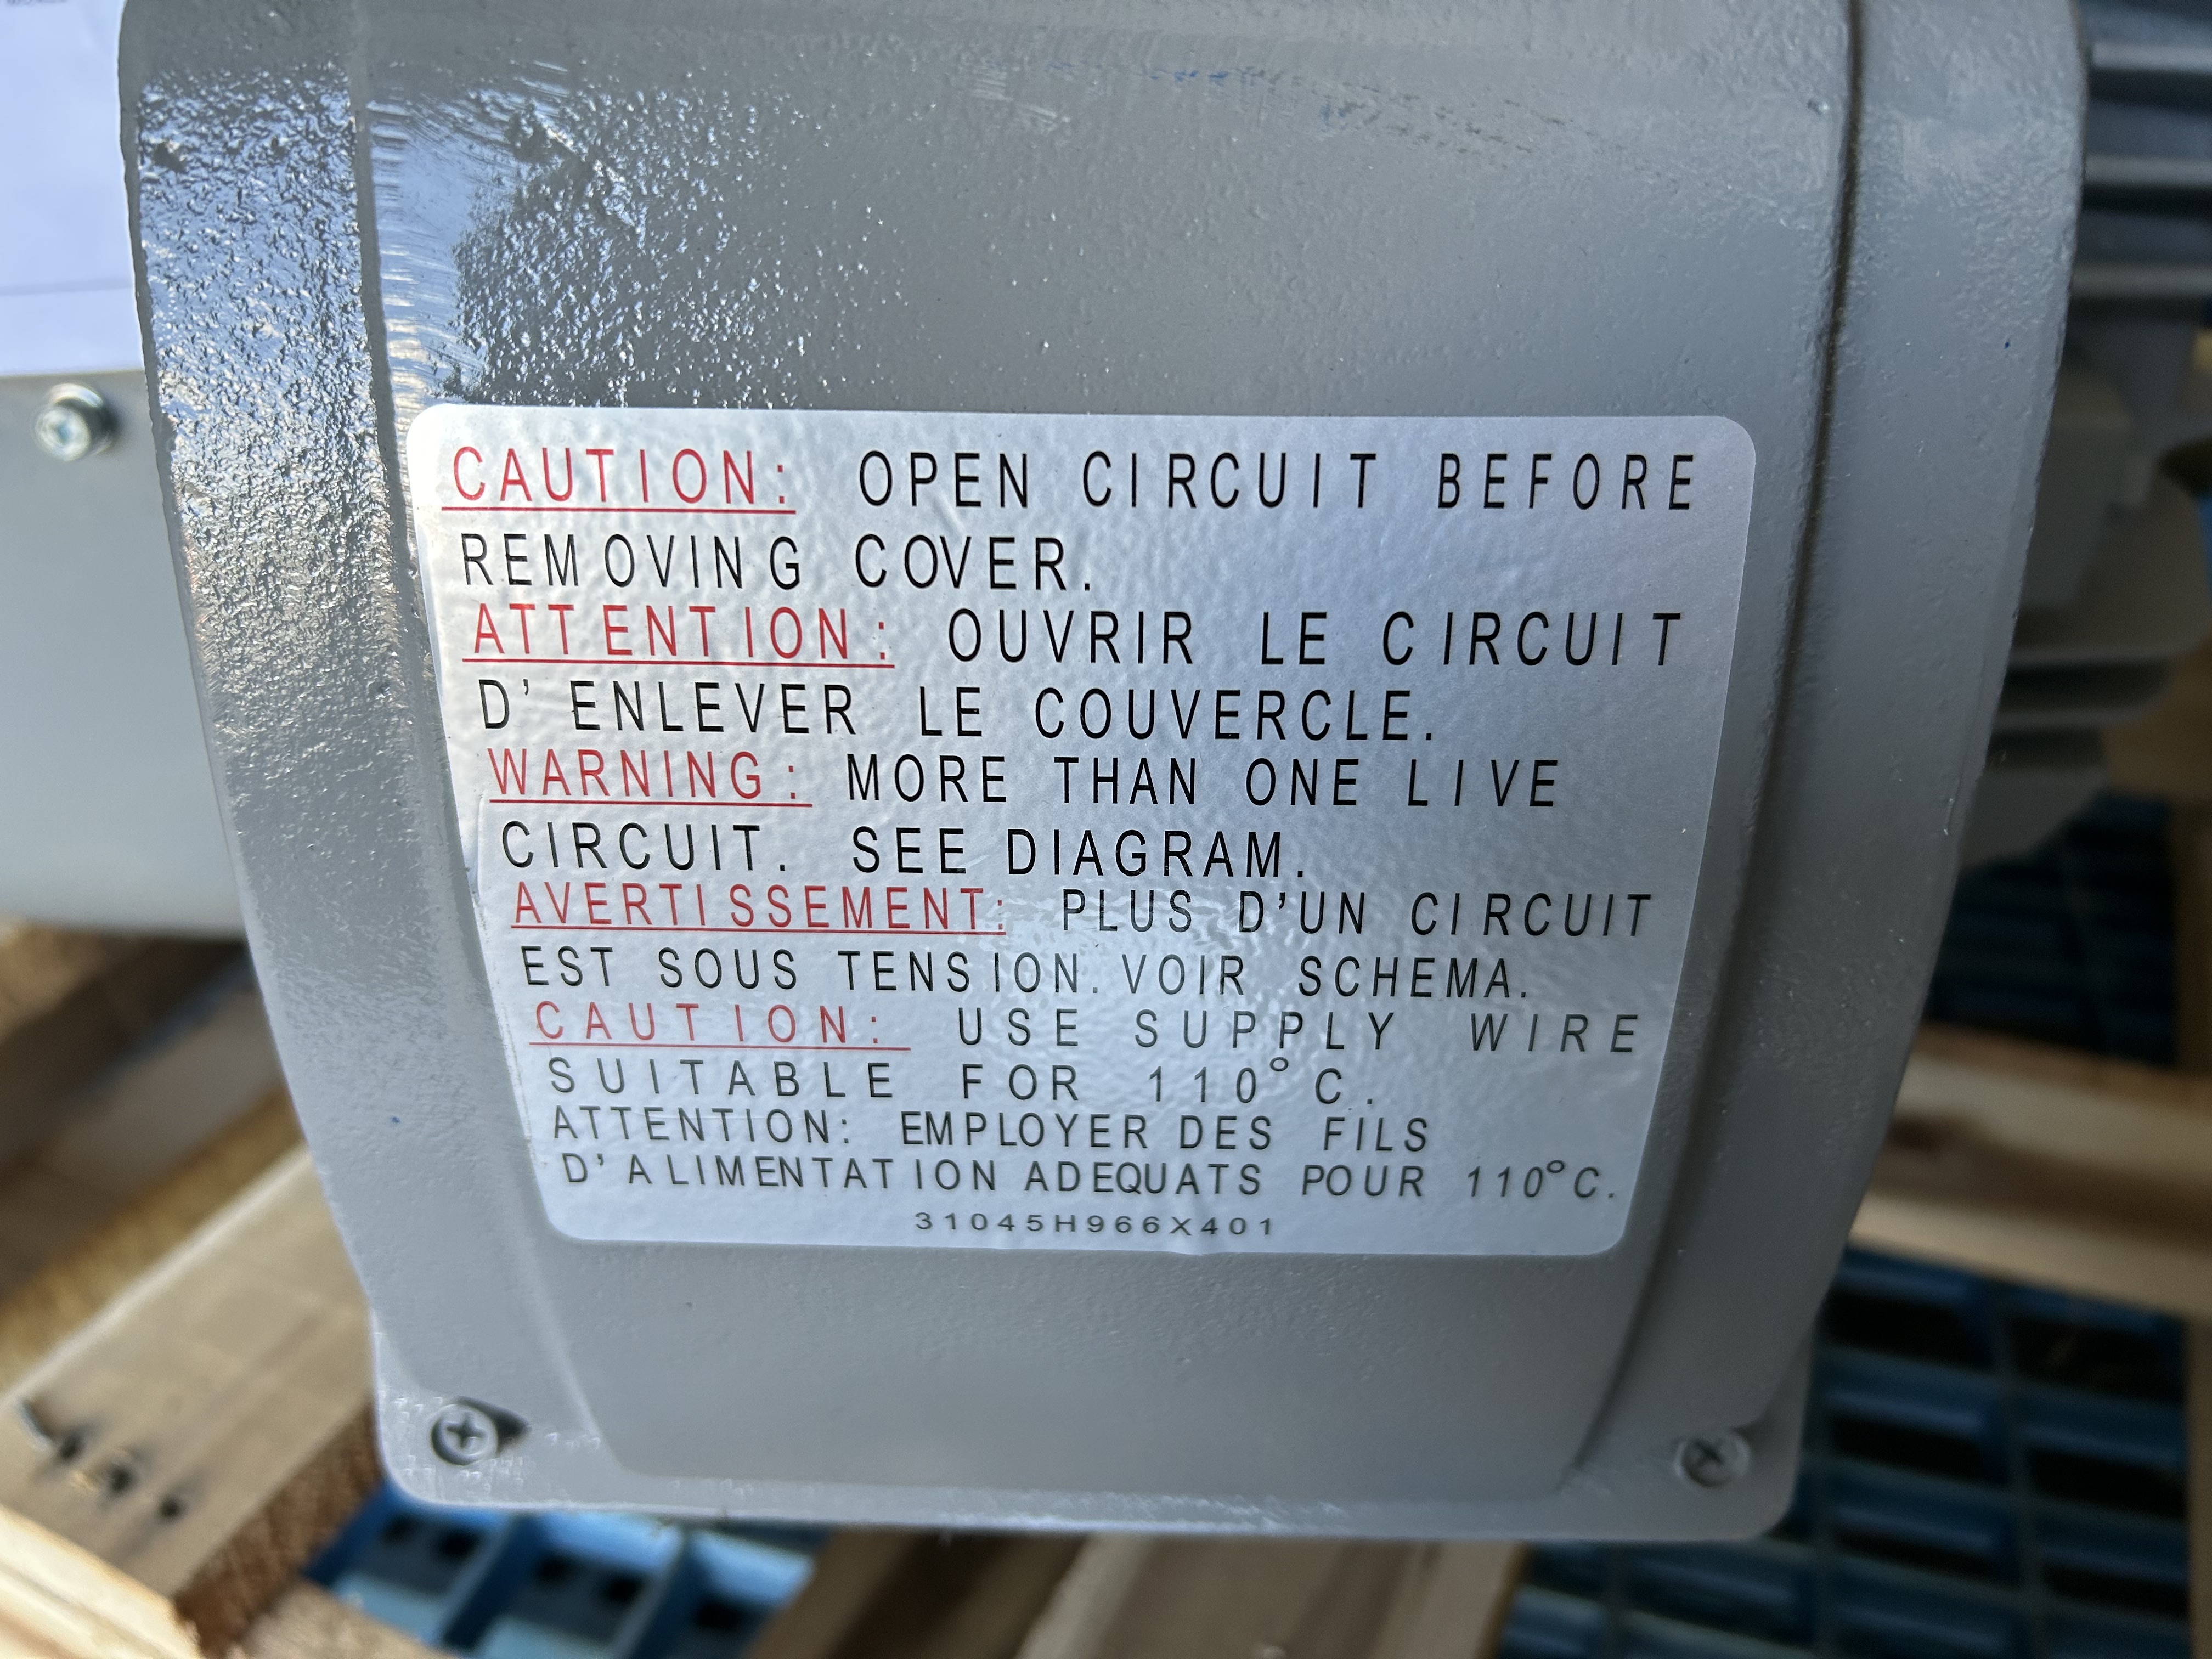 CAUTION: OPEN CIRCUIT BEFORE
REMOVING COVER.
ATTENTION: OUVRIR LE CIRCUIT
D'ENLEVER LE COUVERCLE.
WARNING: MORE THAN ONE LIVE
CIRCUIT. SEE DIAGRAM.
AVERTISSEMENT: PLUS D'UN CIRCUIT
EST SOUS TENSION. VOIR SCHEMA.
CAUTION: USE SUPPLY WIRE
SUITABLE FOR 110°C.
ATTENTION: EMPLOYER DES FILS
D'ALIMENTATION ADEQUATS POUR 110°C.
31045H966X401